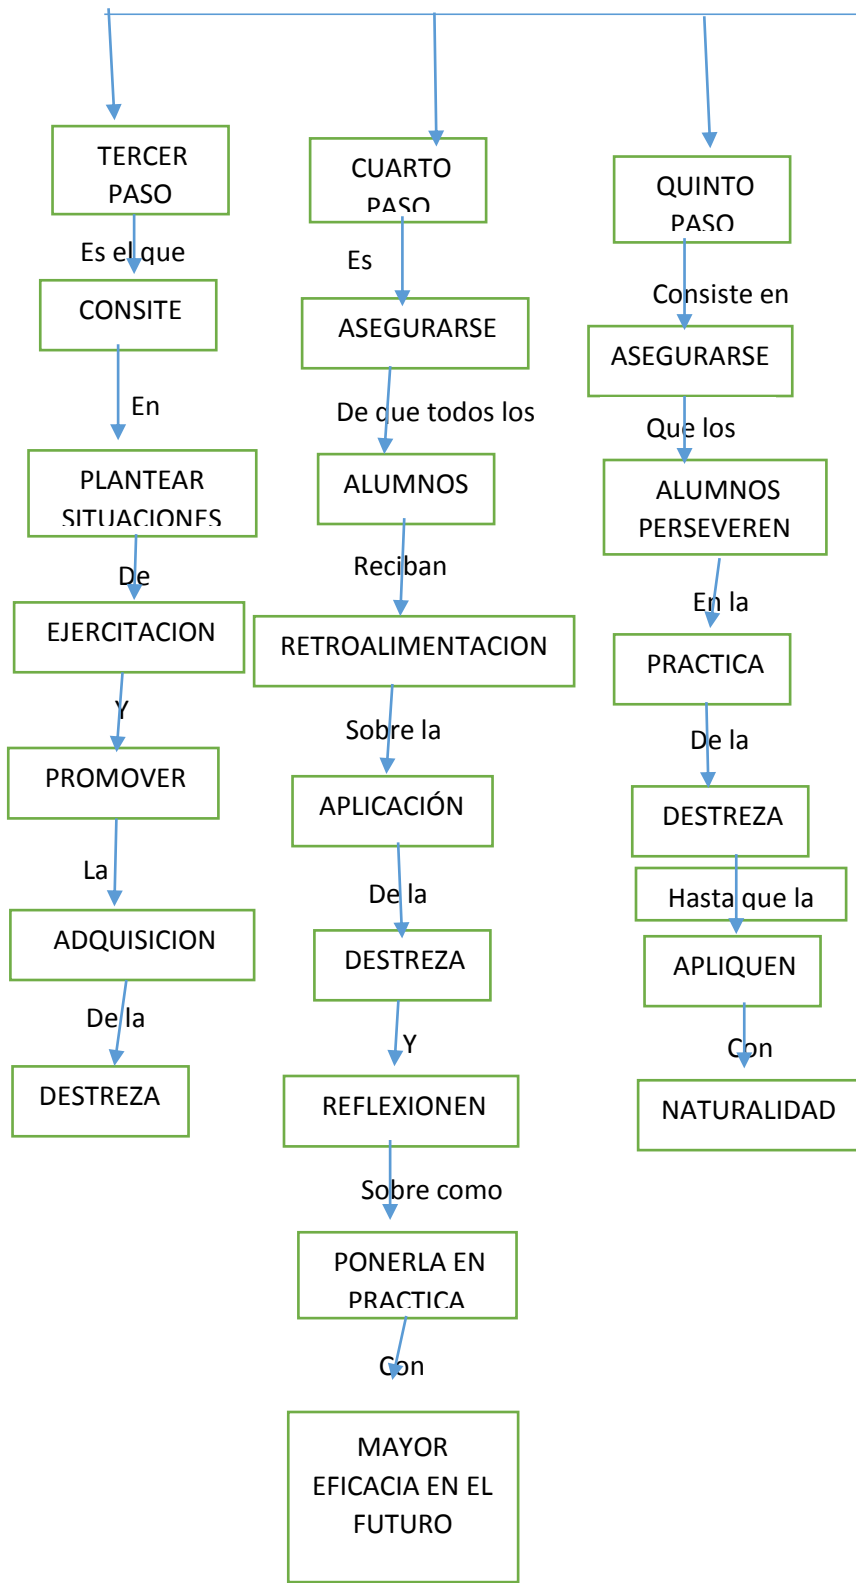 TERCER
PASO
Es el que
CONSITE
En
PLANTEAR
SITUACIONES
De
EJERCITACION
Y
PROMOVER
La
ADQUISICION
De la
DESTREZA
CUARTO
PASO
Es
ASEGURARSE
De que todos los
ALUMNOS
Reciban
RETROALIMENTACION
Sobre la
APLICACIÓN
De la
DESTREZA
Y
REFLEXIONEN
Sobre como
PONERLA EN
PRACTICA
Con
MAYOR
EFICACIA EN EL
FUTURO
QUINTO
PASO
Consiste en
ASEGURARSE
Que los
ALUMNOS
PERSEVEREN
En la
PRACTICA
De la
DESTREZA
Hasta que la
APLIQUEN
Con
NATURALIDAD